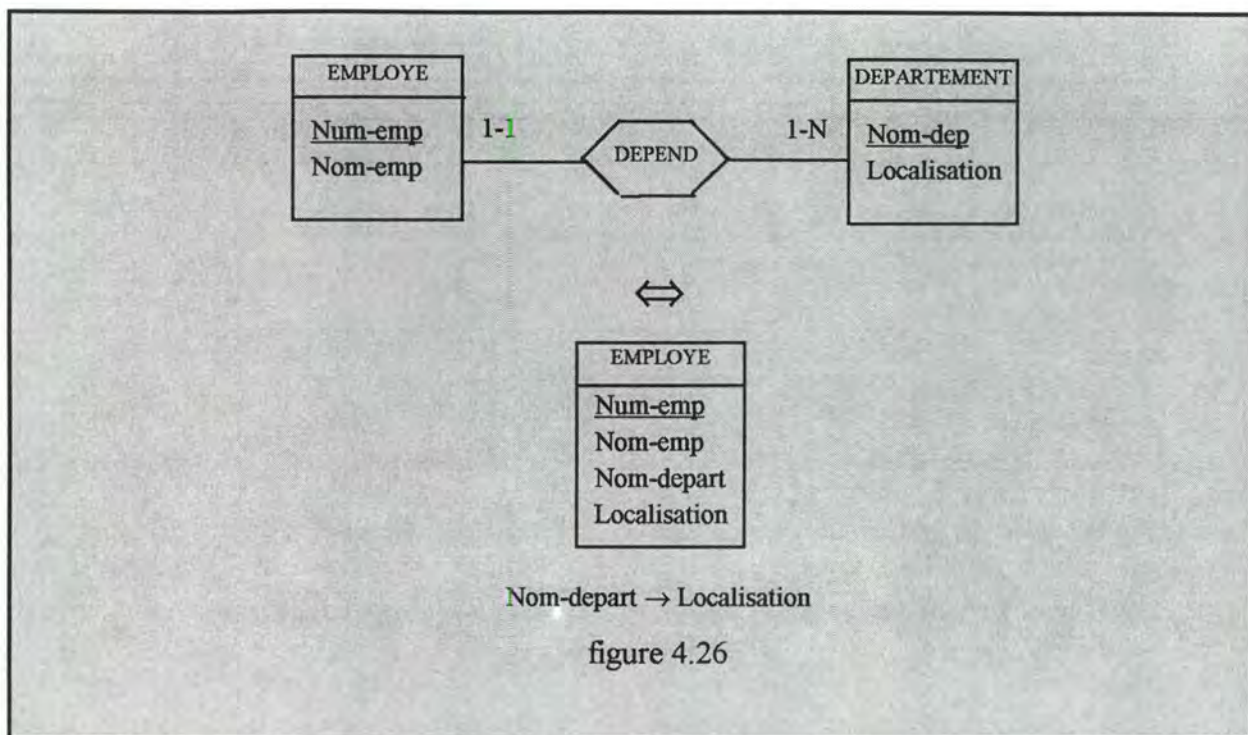 EMPLOYE
Num-emp
Nom-emp
1-1
DEPEND
1-N
DEPARTEMENT
Nom-dep
Localisation
⇔
EMPLOYE
Num-emp
Nom-emp
Nom-depart
Localisation
Nom-depart → Localisation
figure 4.26